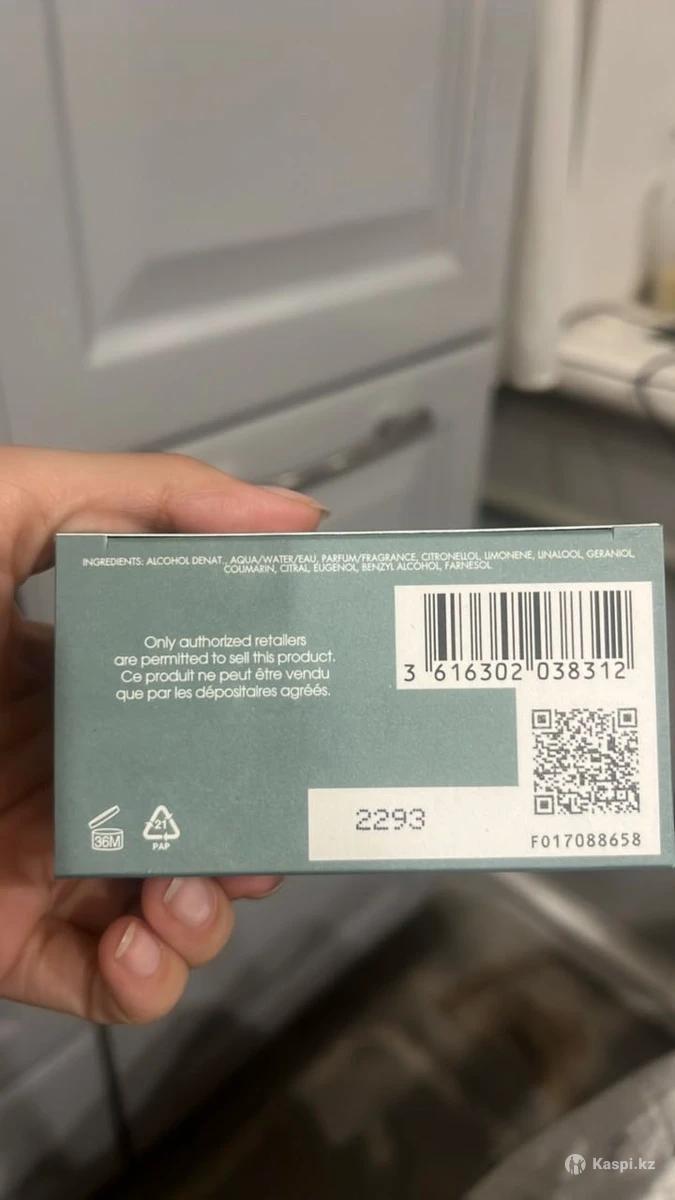 INGREDIENTS: ALCOHOL DENAT., AQUA/WATER/EAU, PARFUM/FRAGRANCE, CITRONELLOL, LIMONENE, LINALOOL, GERANIOL,
COUMARIN, CITRAL, EUGENOL, BENZYL ALCOHOL, FARNESOL
Only authorized retailers
are permitted to sell this product.
Ce produit ne peut être vendu
que par les dépositaires agréés.
3 616302 038312
2293
F017088658
36M
21
PAP
Kaspi.kz